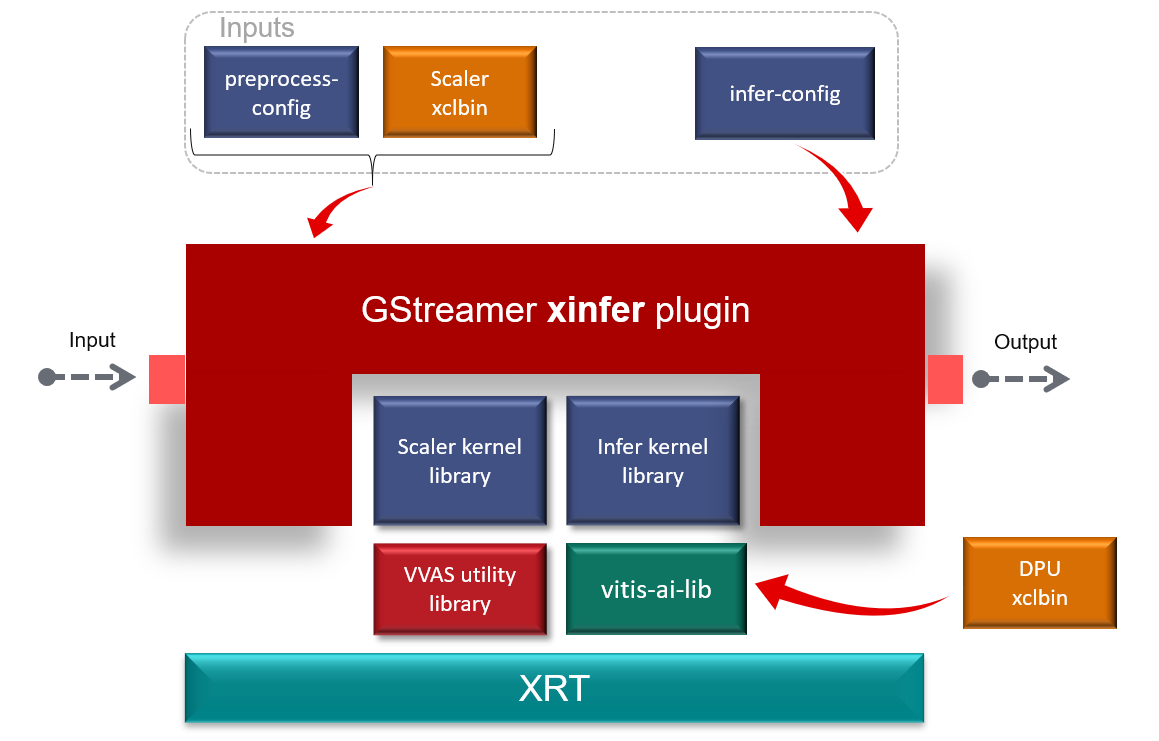 Inputs
preprocess-
config
Scaler
xclbin
infer-config
GStreamer xinfer plugin
Input
Output
Scaler kernel
library
Infer kernel
library
VVAS utility
library
vitis-ai-lib
DPU
xclbin
XRT